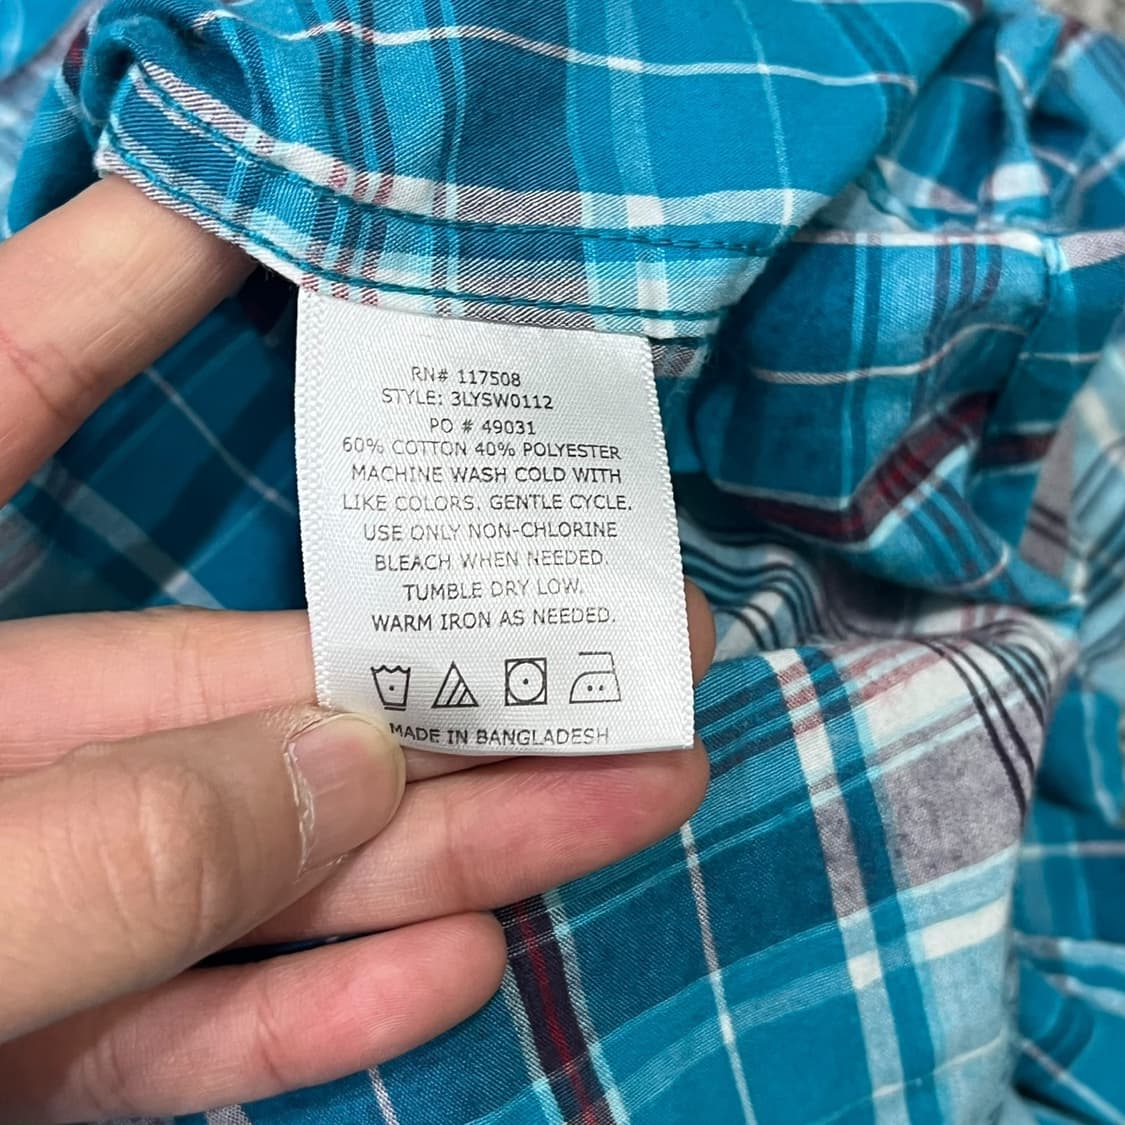 RN# 117508
STYLE: 3LYSW0112
PO # 49031
60% COTTON 40% POLYESTER
MACHINE WASH COLD WITH
LIKE COLORS. GENTLE CYCLE.
USE ONLY NON-CHLORINE
BLEACH WHEN NEEDED.
TUMBLE DRY LOW.
WARM IRON AS NEEDED.
MADE IN BANGLADESH